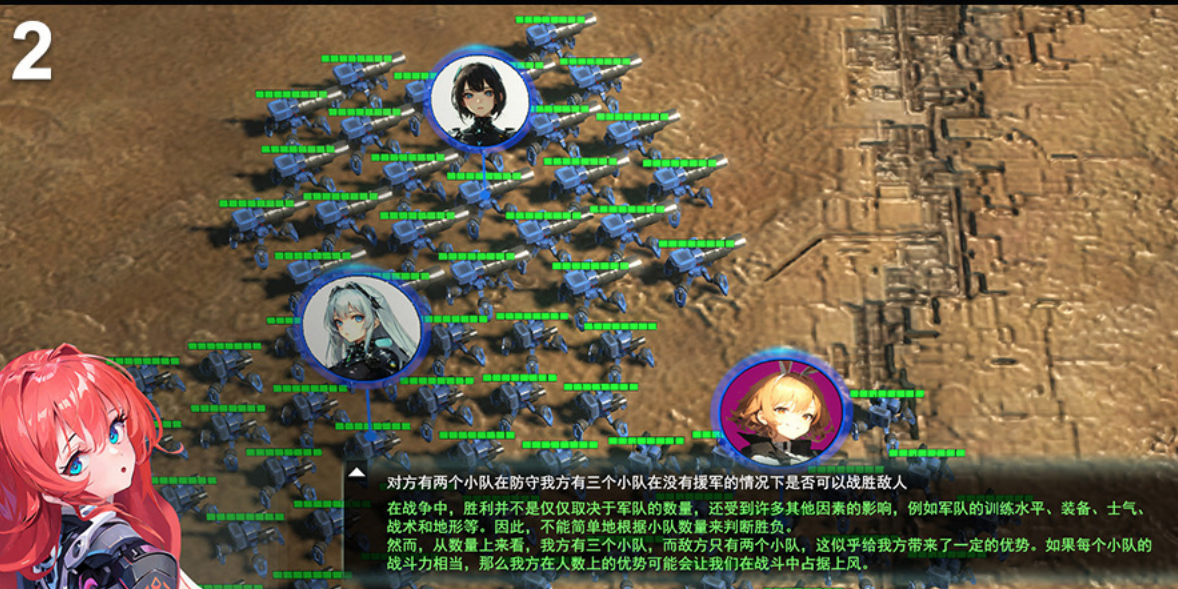 2
对方有两个小队在防守我方有三个小队在没有援军的情况下是否可以战胜敌人
在战争中，胜利并不是仅仅取决于军队的数量，还受到许多其他因素的影响，例如军队的训练水平、装备、士气、
战术和地形等。因此，不能简单地根据小队数量来判断胜负。
然而，从数量上来看，我方有三个小队，而敌方只有两个小队，这似乎给我方带来了一定的优势。如果每个小队的
战斗力相当，那么我方在人数上的优势可能会让我们在战斗中占据上风。